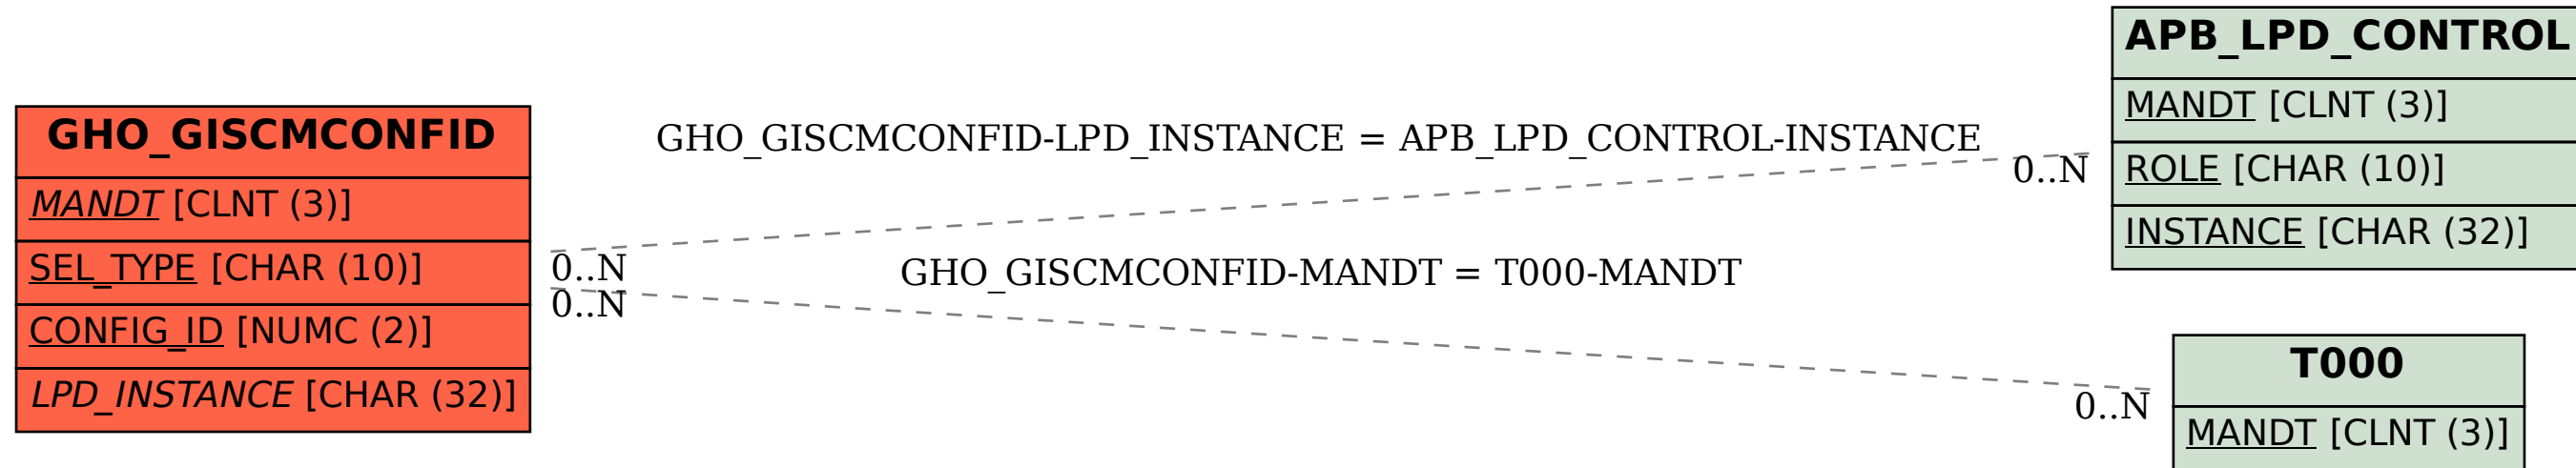 GHO_GISCMCONFID
MANDT [CLNT (3)]
SEL_TYPE [CHAR (10)]
CONFIG_ID [NUMC (2)]
LPD_INSTANCE [CHAR (32)]
GHO_GISCMCONFID-LPD_INSTANCE = APB_LPD_CONTROL-INSTANCE
0..N
0..N
GHO_GISCMCONFID-MANDT = T000-MANDT
0..N
0..N
APB_LPD_CONTROL
MANDT [CLNT (3)]
ROLE [CHAR (10)]
INSTANCE [CHAR (32)]
T000
MANDT [CLNT (3)]